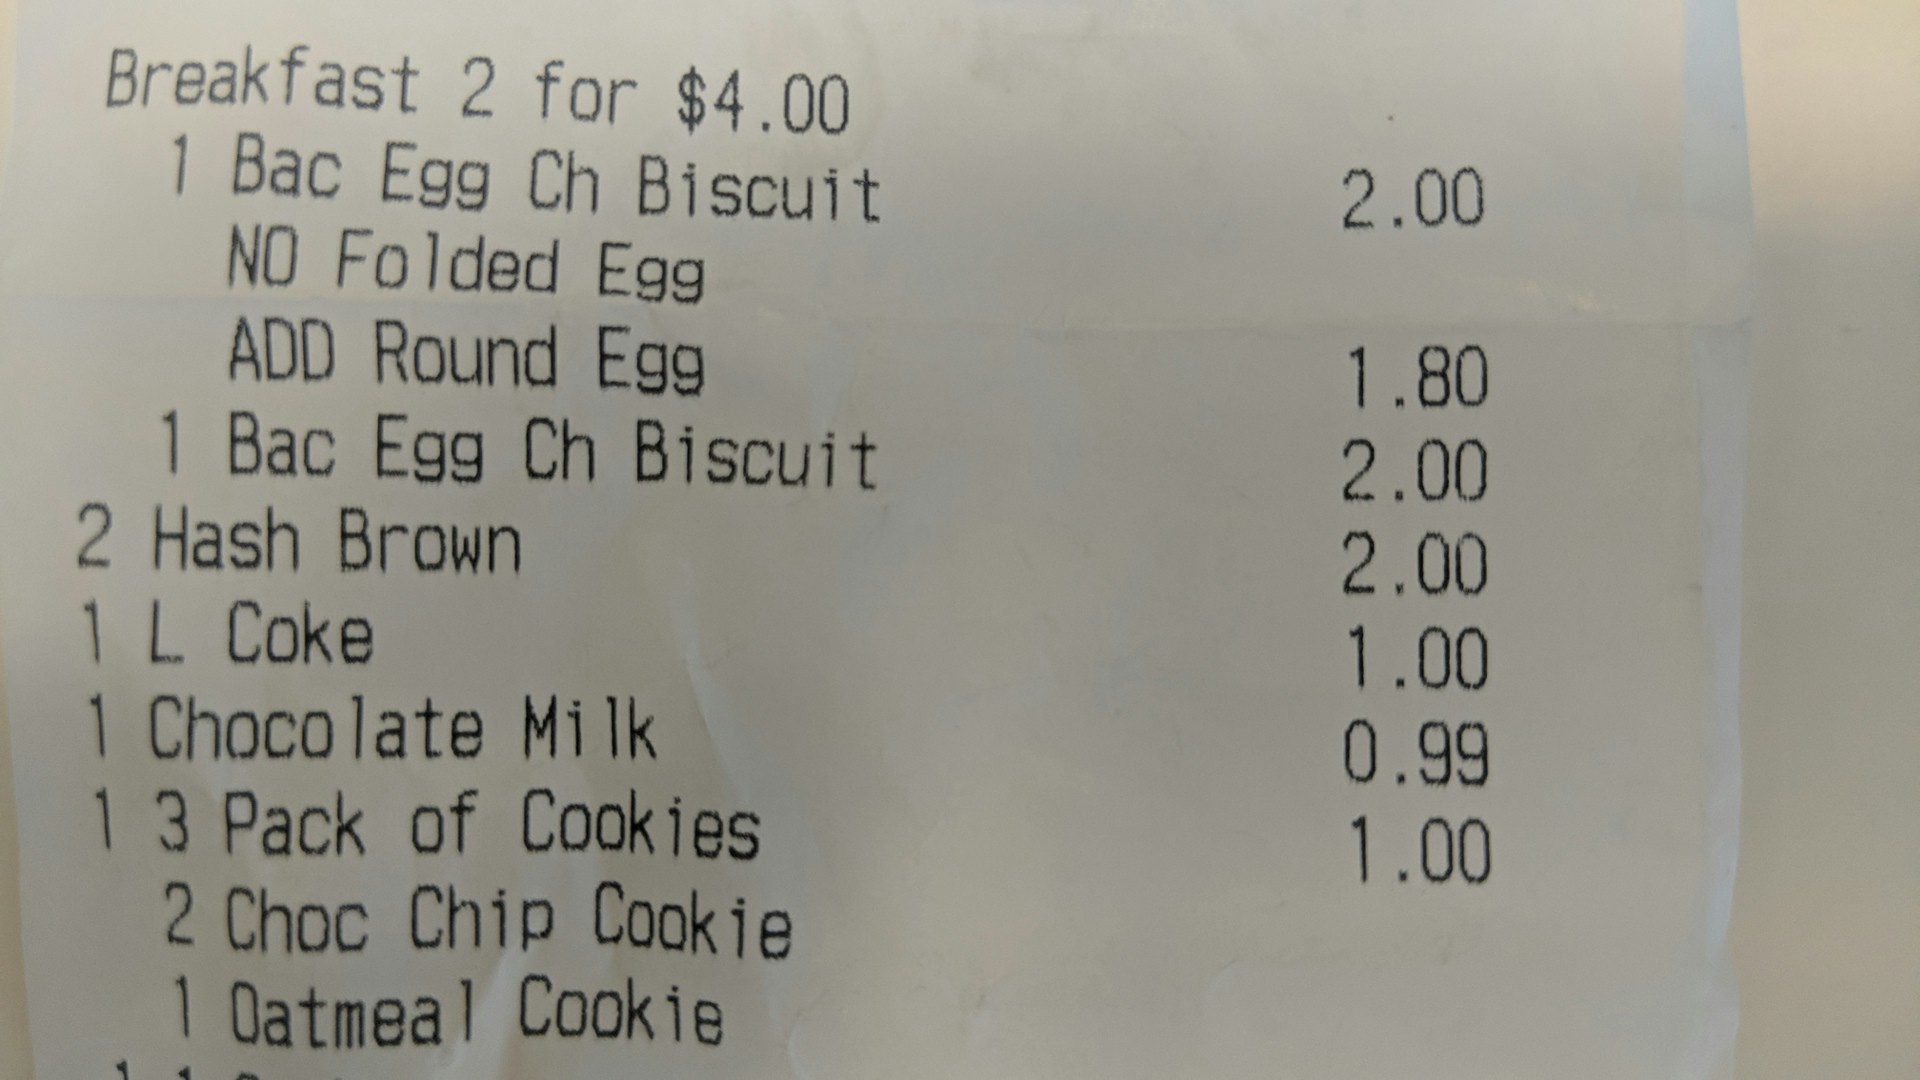 Breakfast 2 for $4.00
1 Bac Egg Ch Biscuit 2.00
NO Folded Egg
ADD Round Egg 1.80
1 Bac Egg Ch Biscuit 2.00
2 Hash Brown 2.00
1 L Coke 1.00
1 Chocolate Milk 0.99
1 3 Pack of Cookies 1.00
2 Choc Chip Cookie
1 Oatmeal Cookie